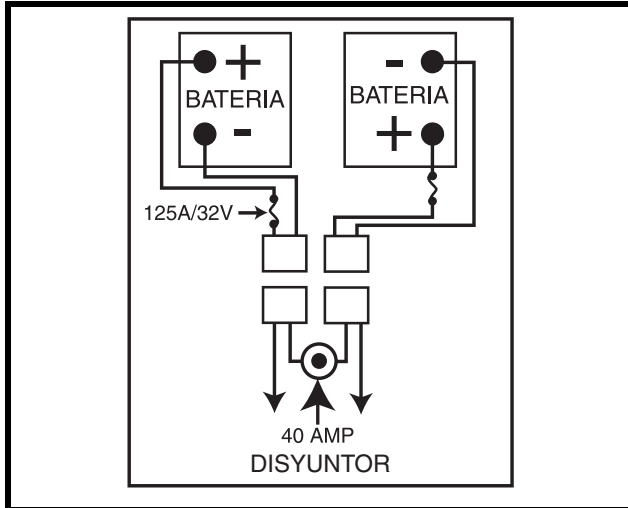 + -
BATERIA BATERIA
- +
125A/32V
40 AMP
DISYUNTOR